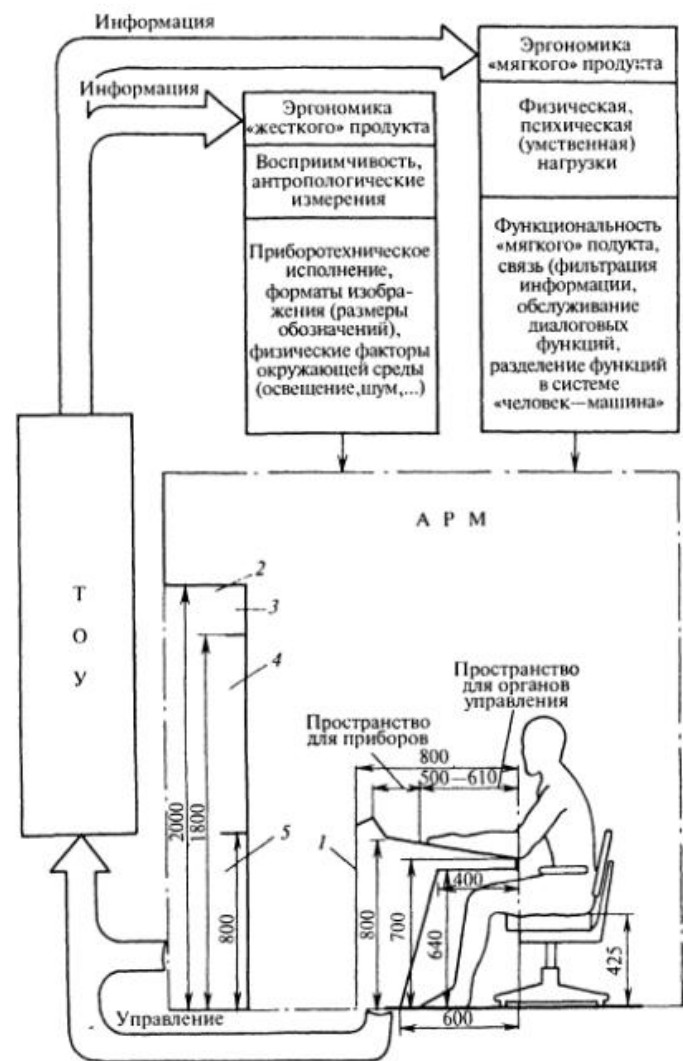 Информация
Информация
Эргономика
«мягкого» продукта
Физическая,
психическая
(умственная)
нагрузки
Функциональность
«мягкого» подукта,
связь (фильтрация
информации,
обслуживание
диалоговых
функций,
разделение функций
в системе
«человек—машина»
Эргономика
«жесткого» продукта
Восприимчивость,
антропологические
измерения
Приборотехническое
исполнение,
форматы изобра-
жения (размеры
обозначений),
физические факторы
окружающей среды
(освещение,шум,...)
Т
О
У
А Р М
2
3
4
5
2000
1800
800
Пространство
для органов
управления
Пространство
для приборов
800
500—610
1
400
800
700
640
425
600
Управление